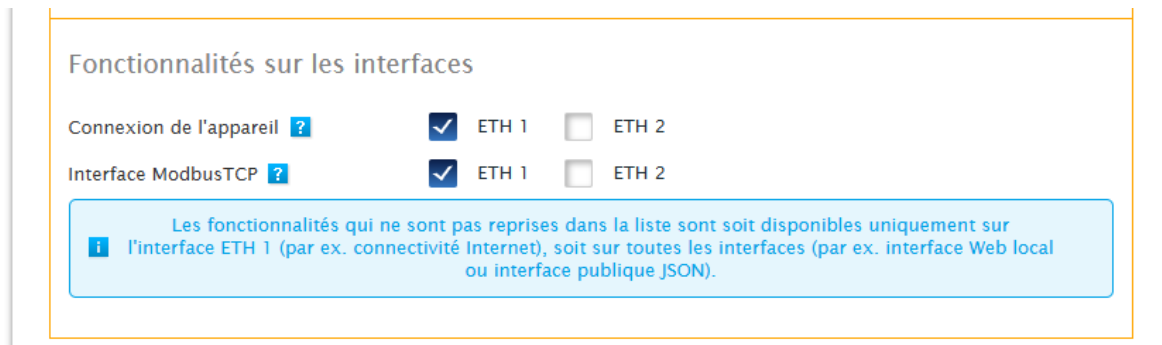 Fonctionnalités sur les interfaces
Connexion de l'appareil ? ETH 1 ETH 2
Interface ModbusTCP ? ETH 1 ETH 2
Les fonctionnalités qui ne sont pas reprises dans la liste sont soit disponibles uniquement sur
i l'interface ETH 1 (par ex. connectivité Internet), soit sur toutes les interfaces (par ex. interface Web local
ou interface publique JSON).